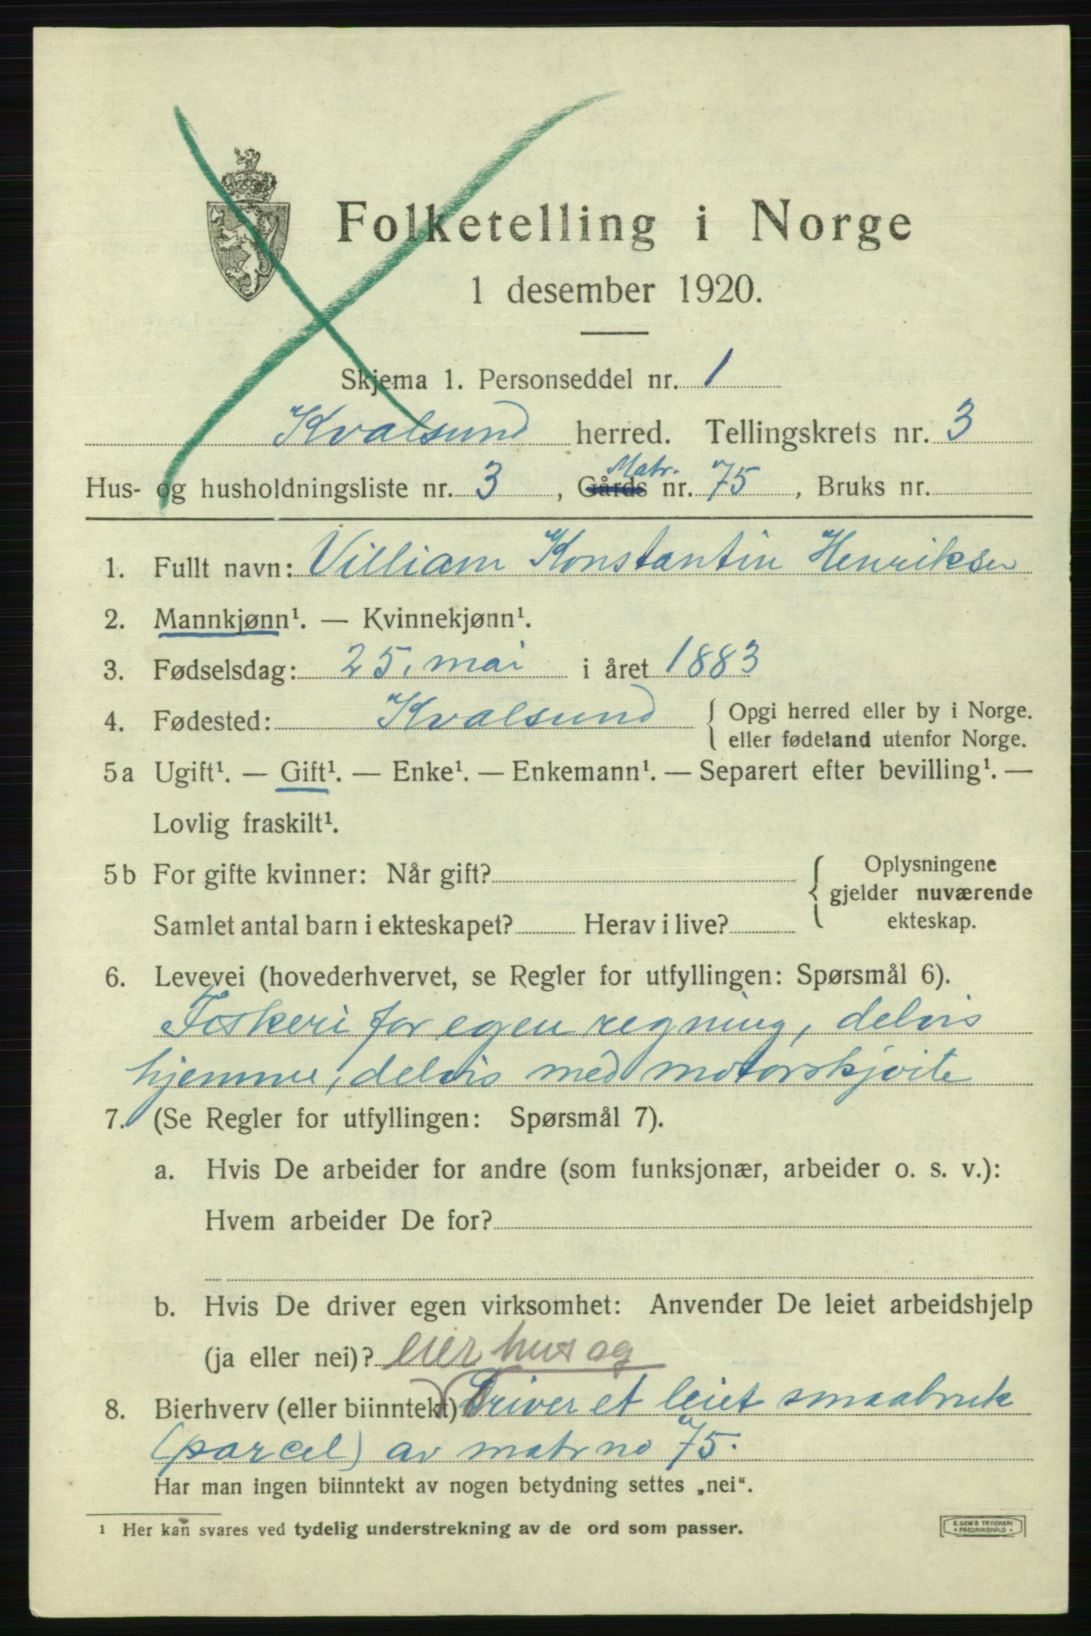 Folketelling i Norge
1 desember 1920.
Skjema 1. Personseddel nr. 1
Kvalsund herred. Tellingskrets nr. 3
Hus- og husholdningsliste nr. 3, Gårds Matr. nr. 75, Bruks nr.
1. Fullt navn: Villiam Konstantin Henriksen
2. Mannkjønn¹. — Kvinnekjønn¹.
3. Fødselsdag: 25. mai i året 1883
4. Fødested: Kvalsund { Opgi herred eller by i Norge.
eller fødeland utenfor Norge.
5a Ugift¹. — Gift¹. — Enke¹. — Enkemann¹. — Separert efter bevilling¹. —
Lovlig fraskilt¹.
5b For gifte kvinner: Når gift? { Oplysningene
gjelder nuværende
ekteskap.
Samlet antal barn i ekteskapet? Herav i live?
6. Levevei (hovederhvervet, se Regler for utfyllingen: Spørsmål 6).
Fiskeri for egen regning, delvis
hjemme, delvis med motorskjøite
7. (Se Regler for utfyllingen: Spørsmål 7).
a. Hvis De arbeider for andre (som funksjonær, arbeider o. s. v.):
Hvem arbeider De for?
b. Hvis De driver egen virksomhet: Anvender De leiet arbeidshjelp
(ja eller nei)? eier hus og
8. Bierhverv (eller biinntekt) Driver et leiet smaabruk
(parcel) av matr no 75.
Har man ingen biinntekt av nogen betydning settes „nei“.
¹ Her kan svares ved tydelig understrekning av de ord som passer.
E. SEM'S TRYKKERI
• FREDRIKSHALD •